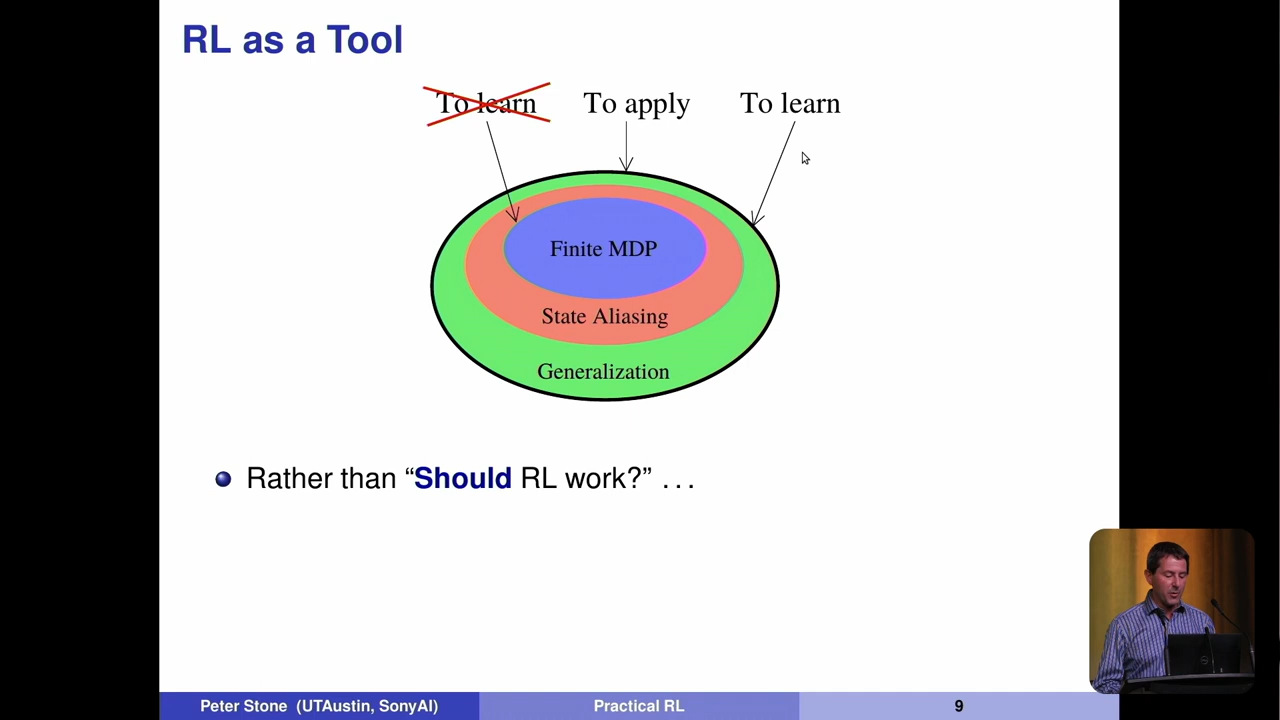 RL as a Tool
To learn To apply To learn
Finite MDP
State Aliasing
Generalization
Rather than “Should RL work?” . . .
Peter Stone (UTAustin, SonyAI) Practical RL 9